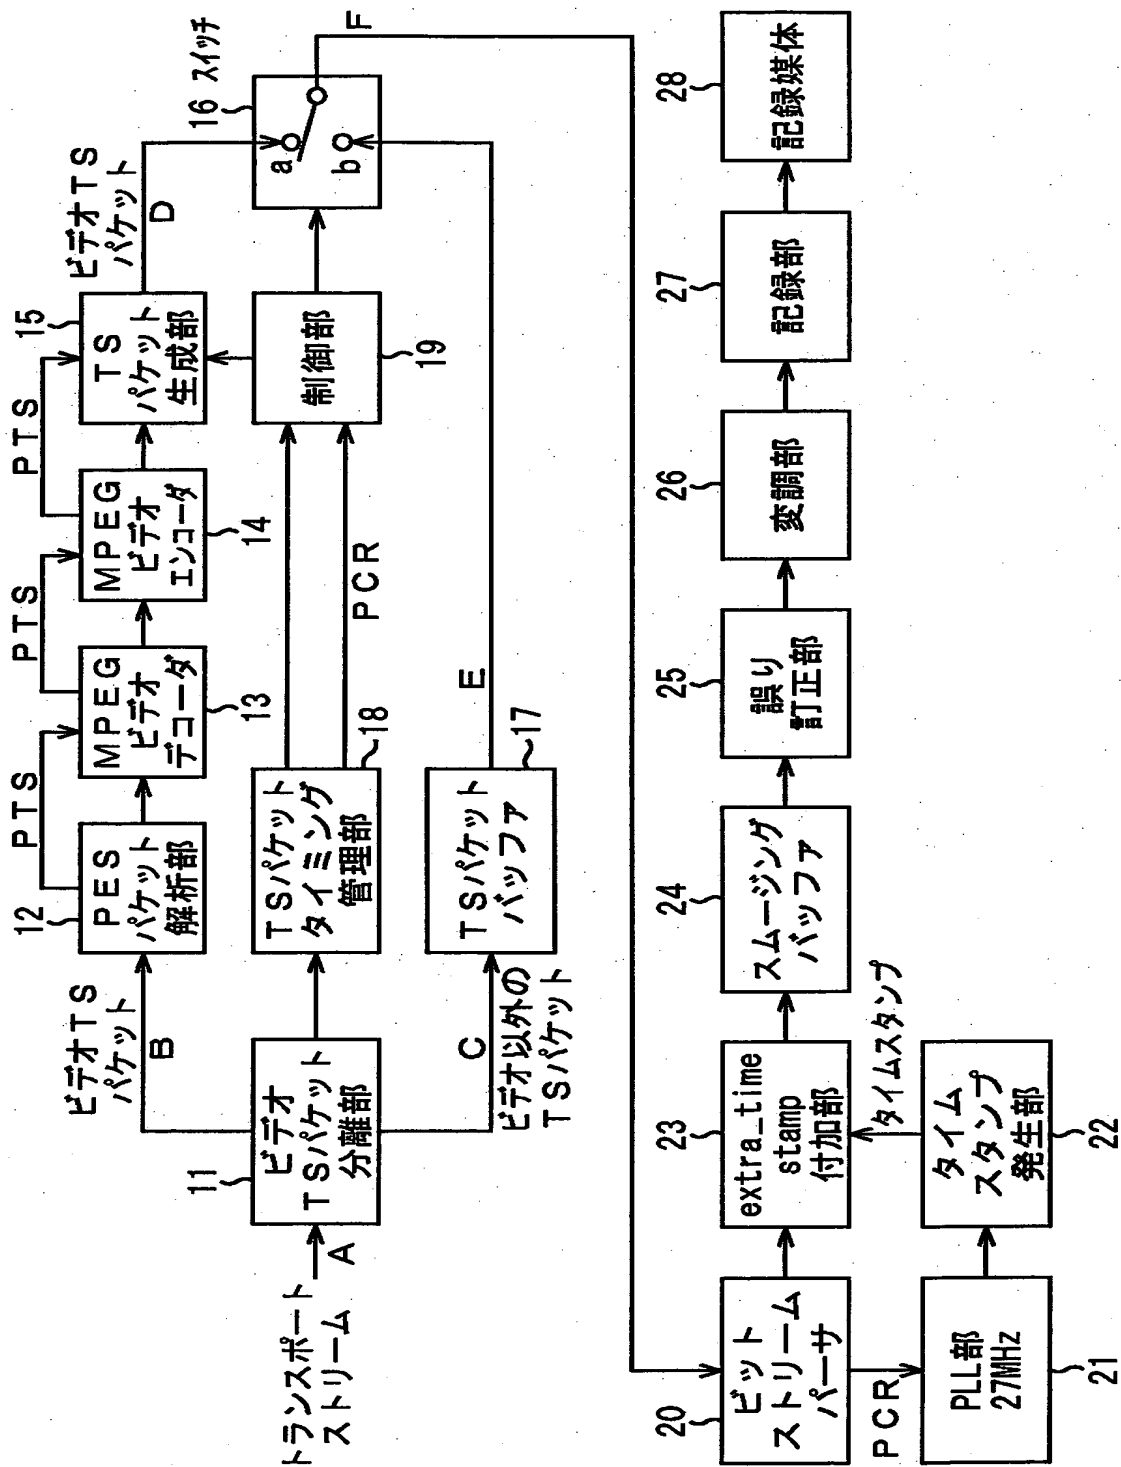 トランスポート
ストリーム
A
11
ビデオ
TSパケット
分離部
ビデオTS
パケット
B
12
PES
パケット
解析部
PTS
MPEG
ビデオ
デコーダ
13
PTS
MPEG
ビデオ
エンコーダ
14
PTS
15
TS
パケット
生成部
ビデオTS
パケット
D
16 スイッチ
a
b
F
TSパケット
タイミング
管理部
18
PCR
制御部
19
C
ビデオ以外の
TSパケット
TSパケット
バッファ
17
E
20
ビット
ストリーム
パーサ
PCR
PLL部
27MHz
21
タイム
スタンプ
発生部
22
タイムスタンプ
23
extra_time
stamp
付加部
24
スムージング
バッファ
25
誤り
訂正部
26
変調部
27
記録部
28
記録媒体